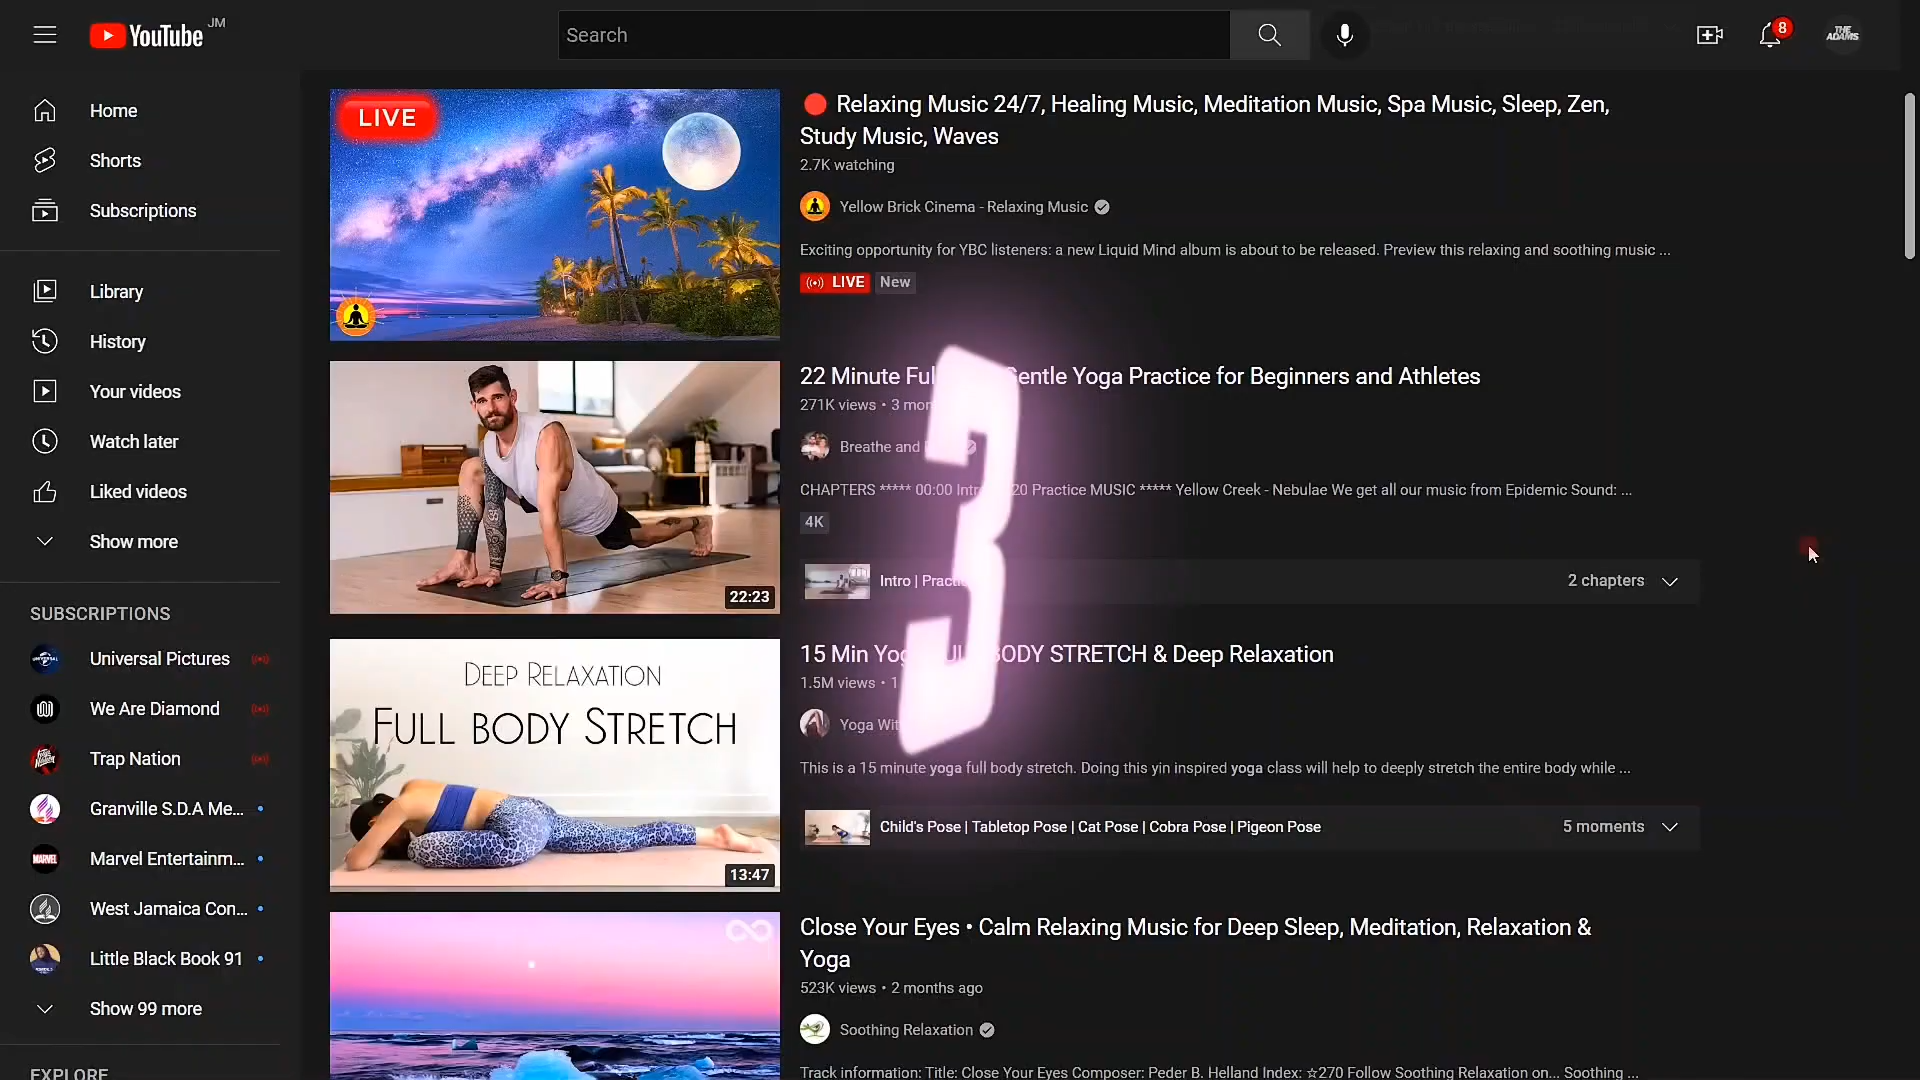 YouTube JM
Search
8
THE ADAMS
Home
Shorts
Subscriptions
Library
History
Your videos
Watch later
Liked videos
Show more
SUBSCRIPTIONS
Universal Pictures
We Are Diamond
Trap Nation
Granville S.D.A Me...
MARVEL
Marvel Entertainm...
West Jamaica Con...
Little Black Book 91
Show 99 more
EXPLORE
LIVE
Relaxing Music 24/7, Healing Music, Meditation Music, Spa Music, Sleep, Zen,
Study Music, Waves
2.7K watching
Yellow Brick Cinema - Relaxing Music
Exciting opportunity for YBC listeners: a new Liquid Mind album is about to be released. Preview this relaxing and soothing music ...
LIVE New
22:23
22 Minute Gentle Yoga Practice for Beginners and Athletes
271K views • 3
Breathe and
CHAPTERS ***** 00:00 20 Practice MUSIC ***** Yellow Creek - Nebulae We get all our music from Epidemic Sound: ...
4K
Intro |
2 chapters
3
DEEP RELAXATION
FULL BODY STRETCH
13:47
15 Min BODY STRETCH & Deep Relaxation
1.5M views • 1
Yoga
This is a 15 minute yoga full body stretch. Doing this yin inspired yoga class will help to deeply stretch the entire body while ...
Child's Pose | Tabletop Pose | Cat Pose | Cobra Pose | Pigeon Pose
5 moments
Close Your Eyes • Calm Relaxing Music for Deep Sleep, Meditation, Relaxation &
Yoga
523K views • 2 months ago
Soothing Relaxation
Track information: Title: Close Your Eyes Composer: Peder B. Helland Index: ☆270 Follow Soothing Relaxation on... Soothing ...